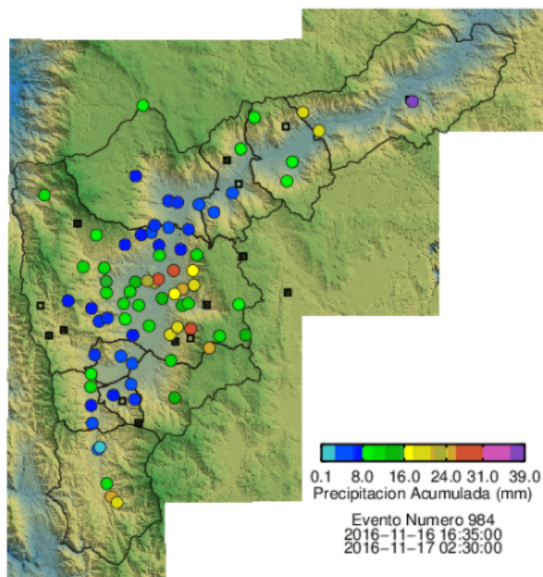 0.1 8.0 16.0 24.0 31.0 39.0
Precipitacion Acumulada (mm)
Evento Numero 984
2016-11-16 16:35:00
2016-11-17 02:30:00